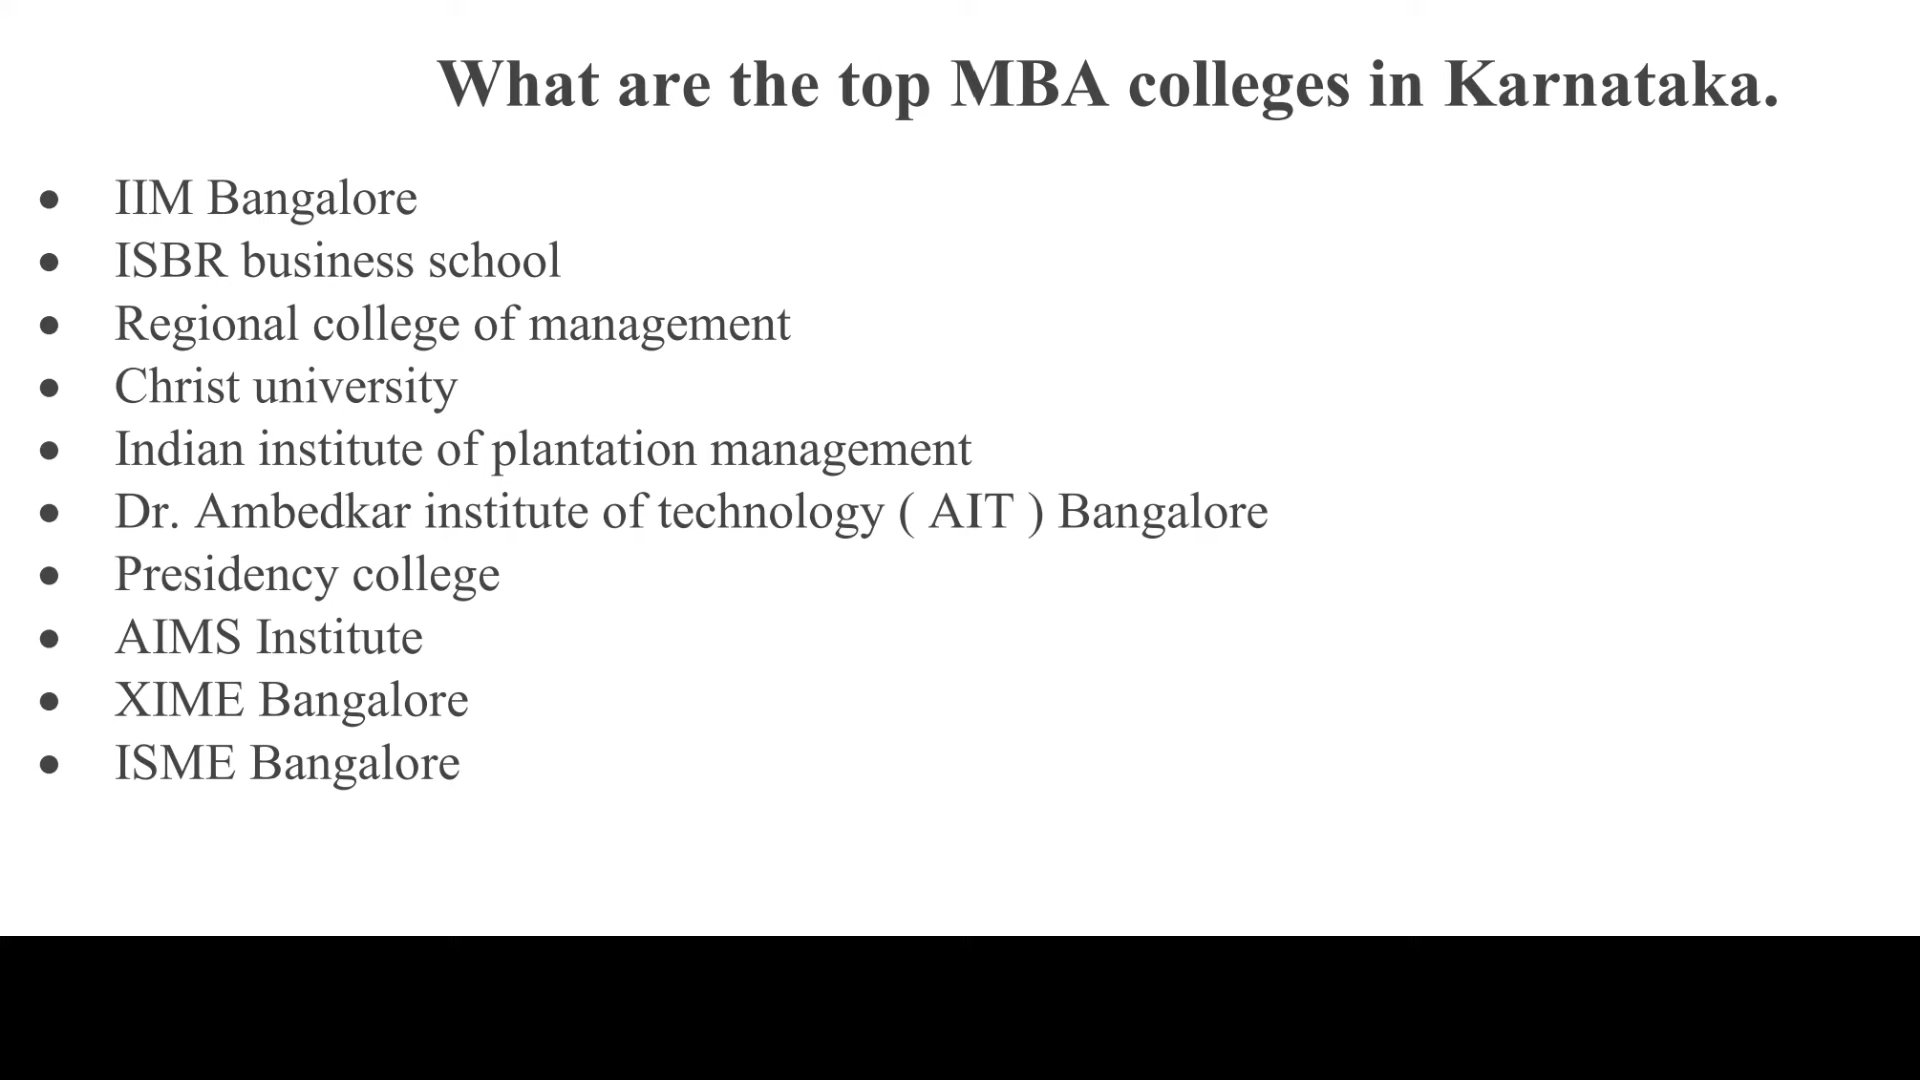 What are the top MBA colleges in Karnataka.
● IIM Bangalore
● ISBR business school
● Regional college of management
● Christ university
● Indian institute of plantation management
● Dr. Ambedkar institute of technology ( AIT ) Bangalore
● Presidency college
● AIMS Institute
● XIME Bangalore
● ISME Bangalore